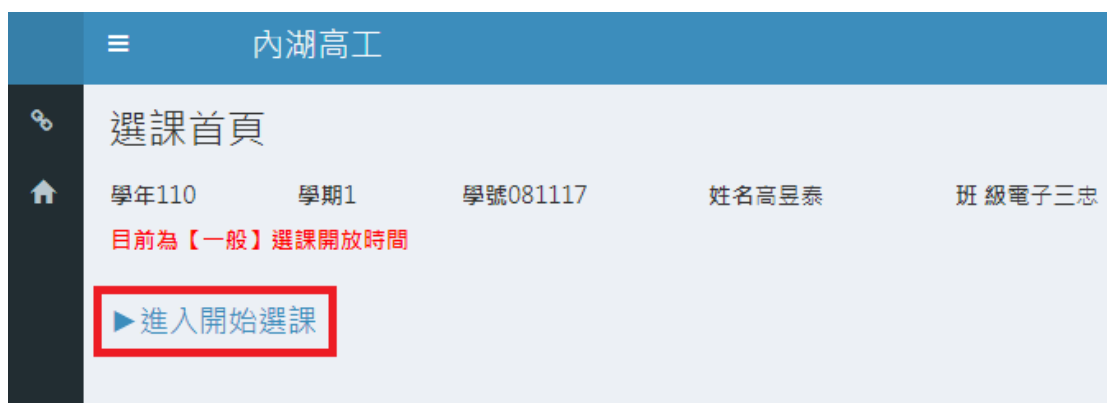 內湖高工
選課首頁
學年110 學期1 學號081117 姓名高昱泰 班 級電子三忠
目前為【一般】選課開放時間
▶進入開始選課